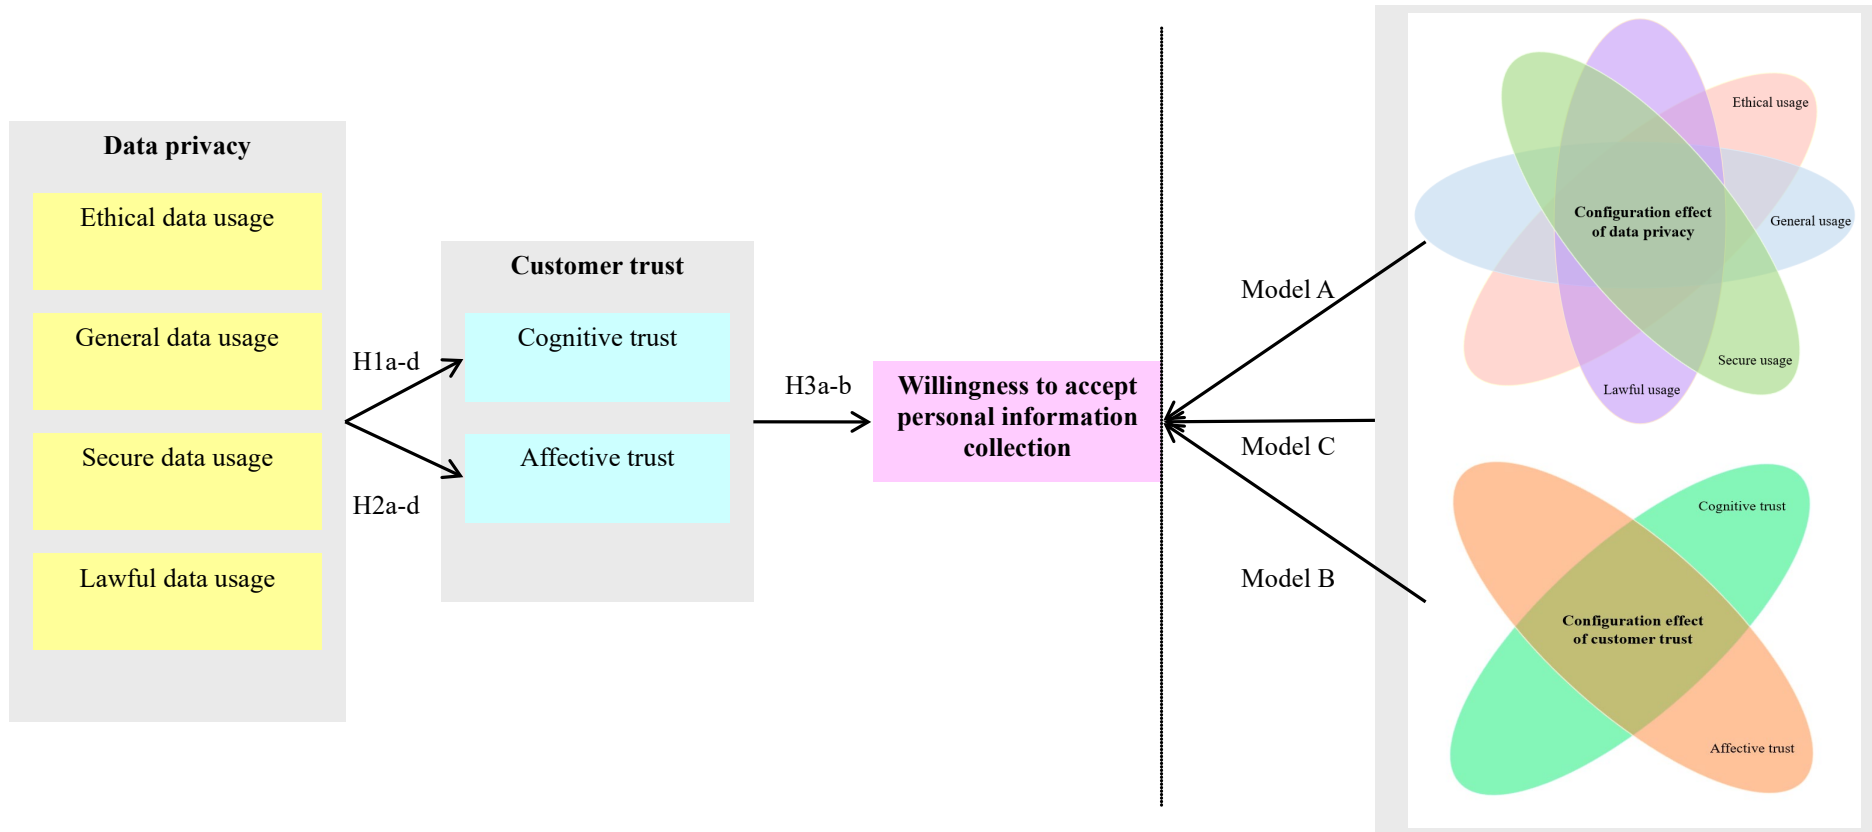 Data privacy
Ethical data usage
General data usage
Secure data usage
Lawful data usage
H1a-d
H2a-d
Customer trust
Cognitive trust
Affective trust
H3a-b
Willingness to accept
personal information
collection
Model A
Model C
Model B
Ethical usage
General usage
Configuration effect
of data privacy
Secure usage
Lawful usage
Cognitive trust
Configuration effect
of customer trust
Affective trust